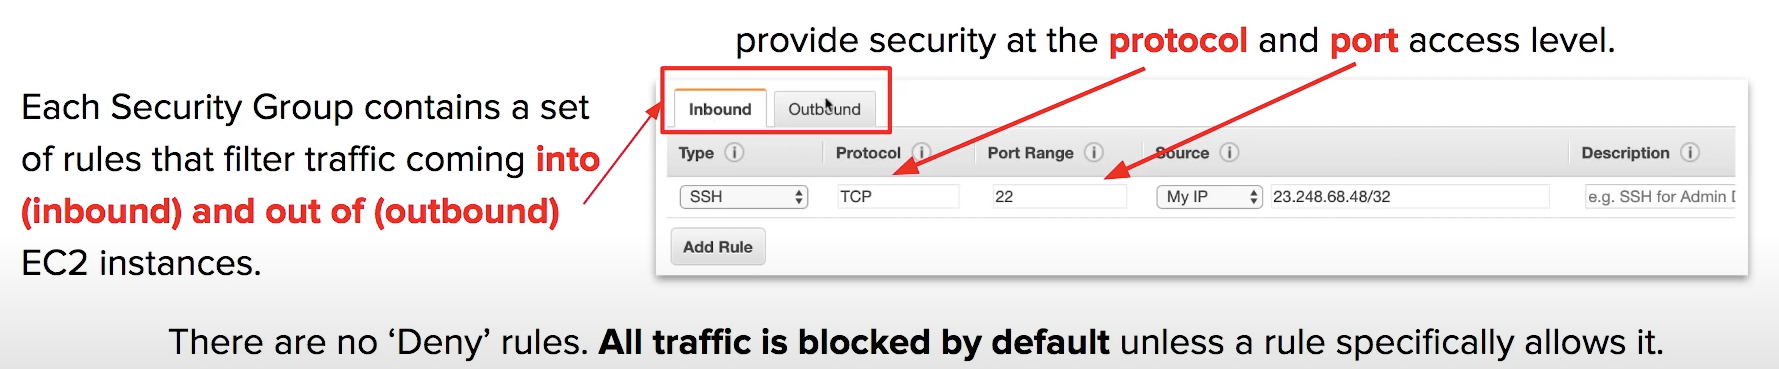 provide security at the protocol and port access level.
Each Security Group contains a set
of rules that filter traffic coming into
(inbound) and out of (outbound)
EC2 instances.
Inbound Outbound
Type Protocol Port Range Source Description
SSH TCP 22 My IP 23.248.68.48/32 e.g. SSH for Admin D
Add Rule
There are no ‘Deny’ rules. All traffic is blocked by default unless a rule specifically allows it.